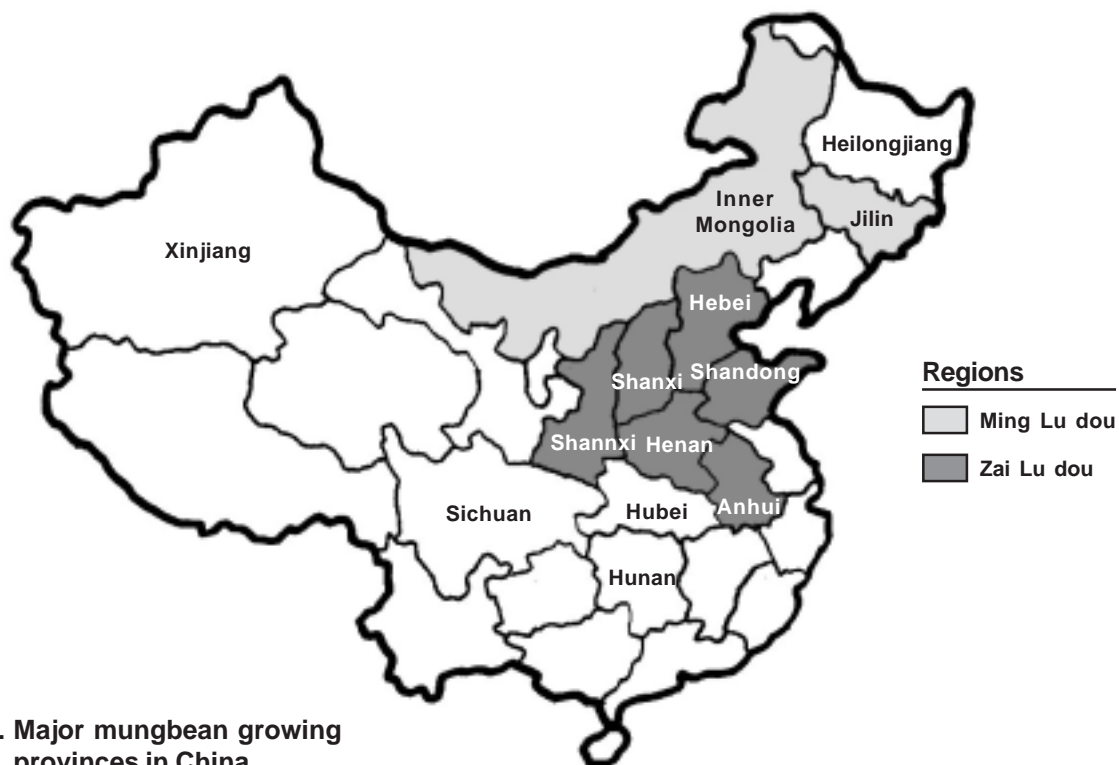 Heilongjiang
Inner
Mongolia
Jilin
Xinjiang
Hebei
Shanxi
Shandong
Shannxi
Henan
Anhui
Sichuan
Hubei
Hunan
Regions
Ming Lu dou
Zai Lu dou
. Major mungbean growing
provinces in China